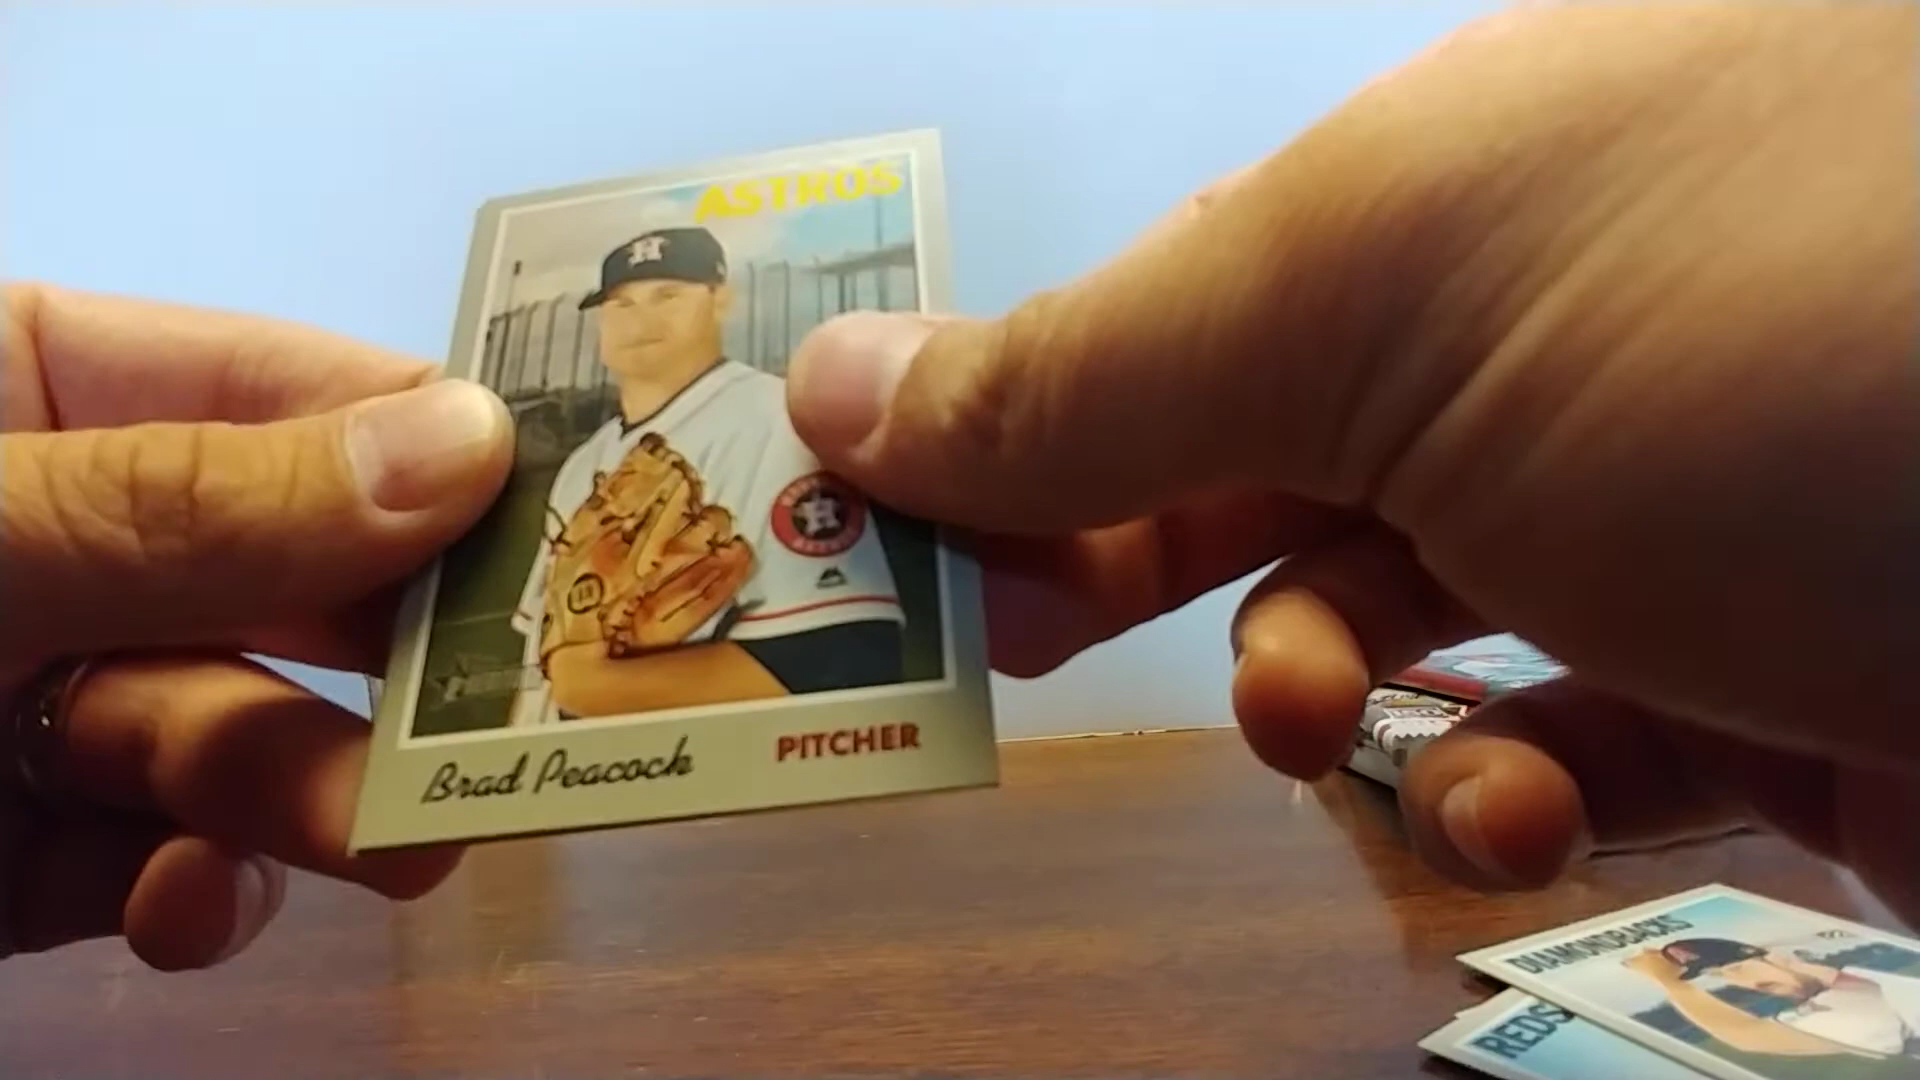 ASTROS
H
Brad Peacock
PITCHER
DIAMONDBACKS
REDS